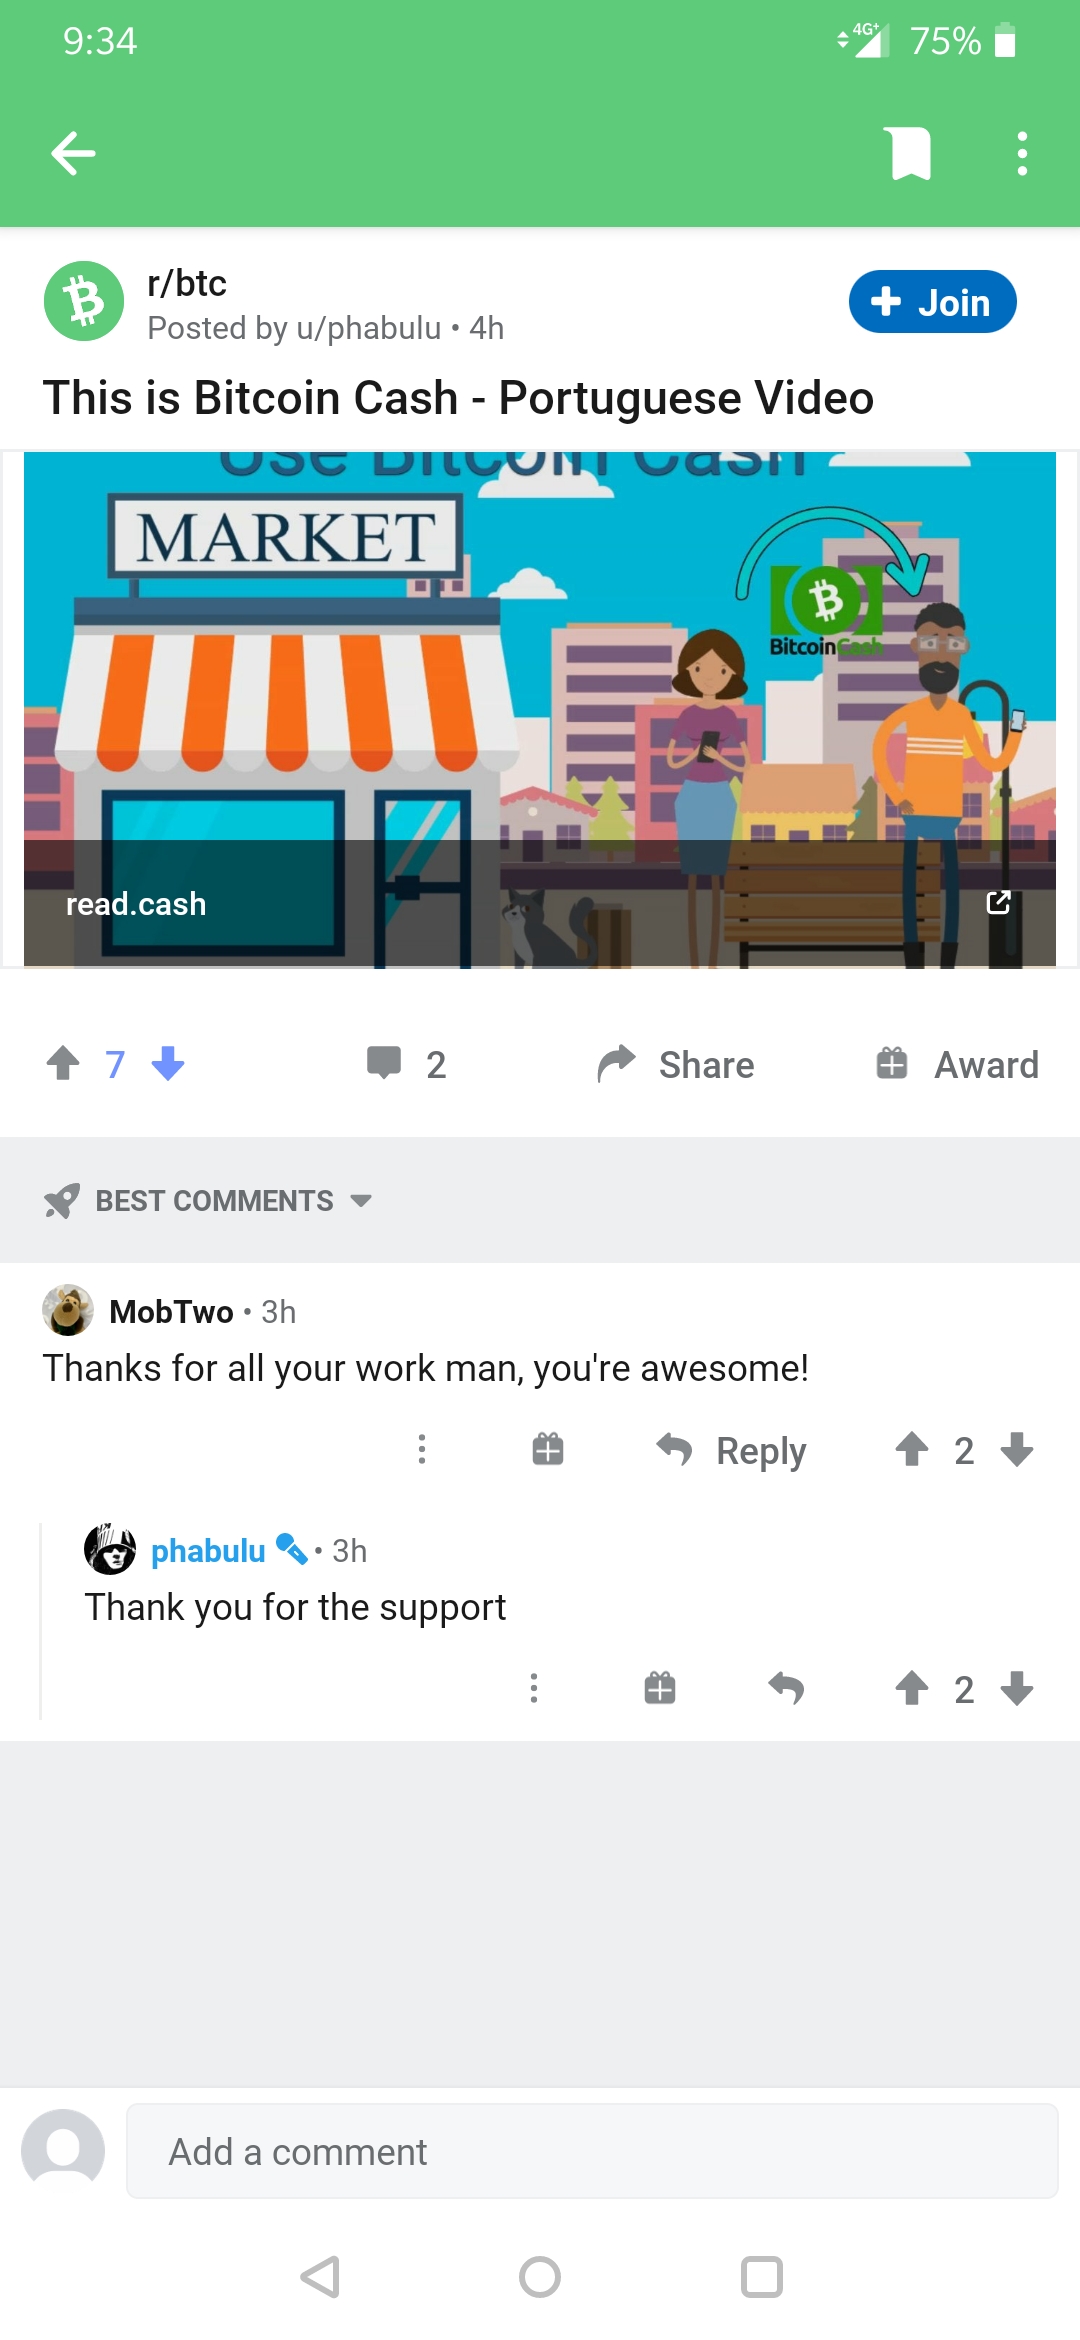 9:34
4G+ 75%
r/btc
Posted by u/phabulu • 4h
+ Join
This is Bitcoin Cash - Portuguese Video
Use Bitcoin Cash
MARKET
BitcoinCash
read.cash
7
2
Share
Award
BEST COMMENTS
MobTwo • 3h
Thanks for all your work man, you're awesome!
Reply
2
phabulu • 3h
Thank you for the support
2
Add a comment